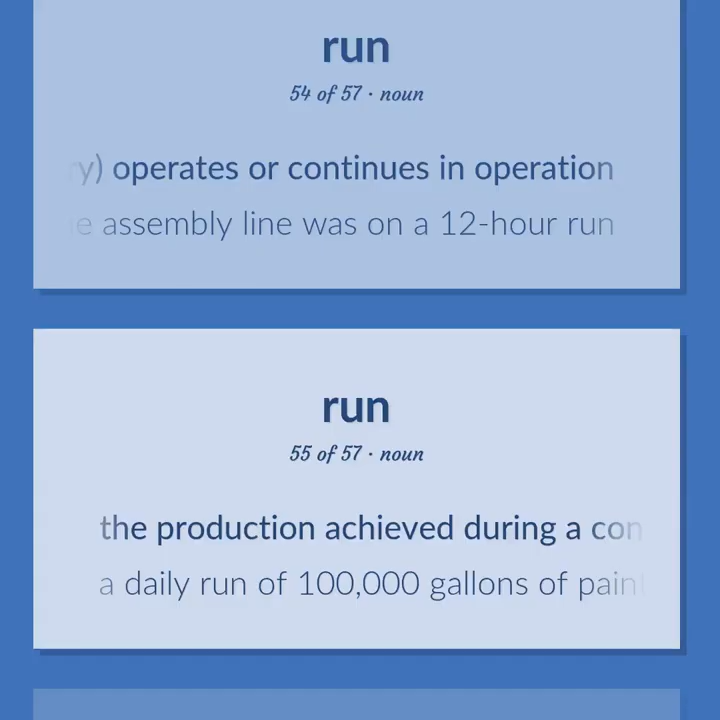 run
54 of 57 · noun
operates or continues in operation
assembly line was on a 12-hour run
run
55 of 57 · noun
the production achieved during a
a daily run of 100,000 gallons of